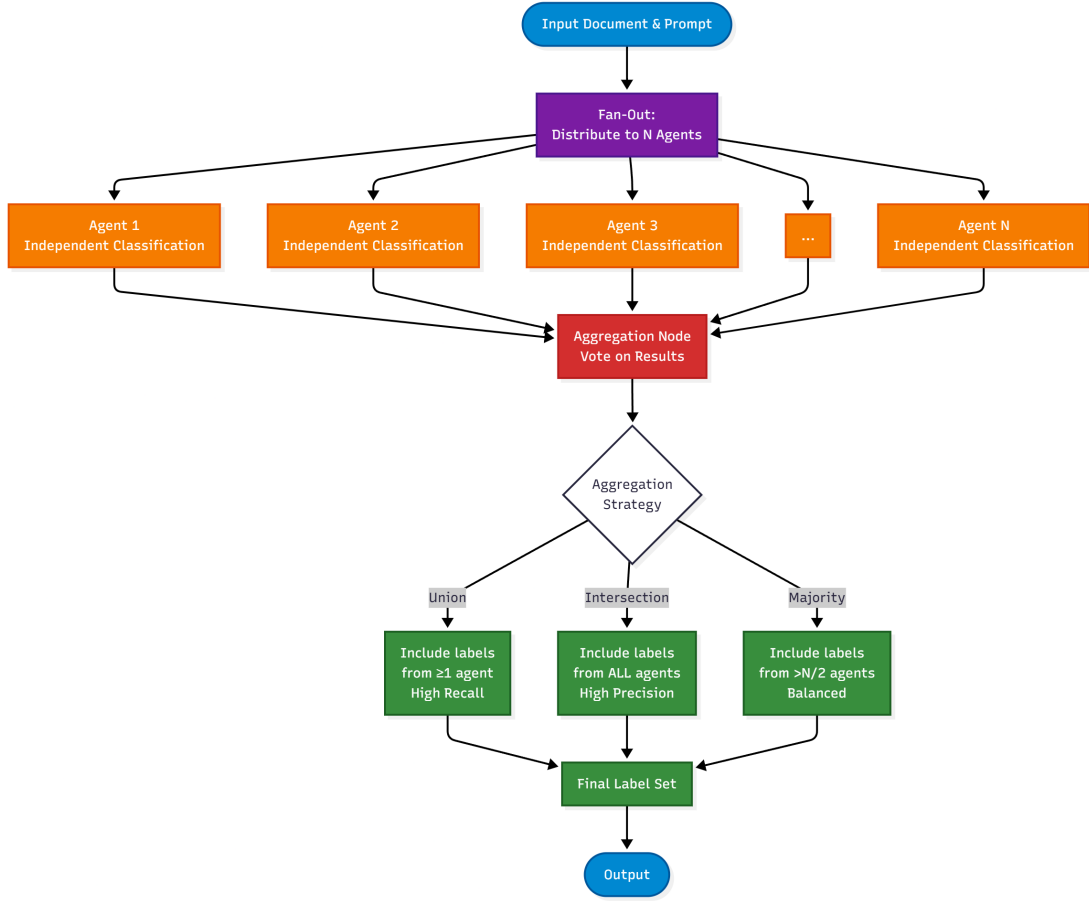 Input Document & Prompt
Fan-Out:
Distribute to N Agents
Agent 1
Independent Classification
Agent 2
Independent Classification
Agent 3
Independent Classification
...
Agent N
Independent Classification
Aggregation Node
Vote on Results
Aggregation
Strategy
Union
Intersection
Majority
Include labels
from ≥1 agent
High Recall
Include labels
from ALL agents
High Precision
Include labels
from >N/2 agents
Balanced
Final Label Set
Output